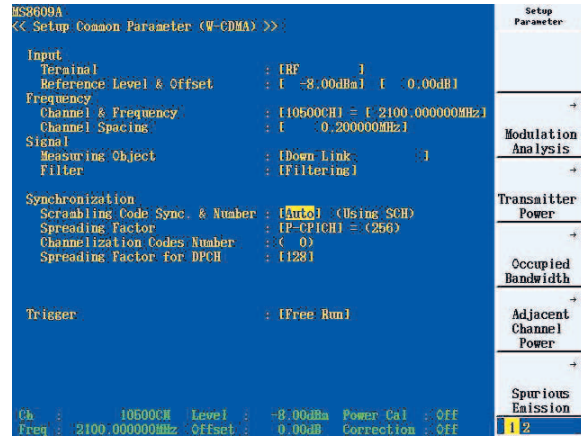 MS8609A
<< Setup Common Parameter (W-CDMA) >>
Input
Terminal : [RF ]
Reference Level & Offset : [ -8.00dBm] [ 0.00dB]
Frequency
Channel & Frequency : [10500CH] = [ 2100.000000MHz]
Channel Spacing : [ 0.200000MHz]
Signal
Measuring Object : [Down Link ]
Filter : [Filtering]
Synchronization
Scrambling Code Sync. & Number : [Auto] (Using SCH)
Spreading Factor : [P-CPICH] = (256)
Channelization Codes Number : ( 0)
Spreading Factor for DPCH : [128]
Trigger : [Free Run]
Ch : 10500CH Level : -8.00dBm Power Cal : Off
Freq : 2100.000000MHz Offset : 0.00dB Correction : Off
Setup
Parameter
→
Modulation
Analysis
→
Transmitter
Power
→
Occupied
Bandwidth
→
Adjacent
Channel
Power
→
Spurious
Emission
1 2